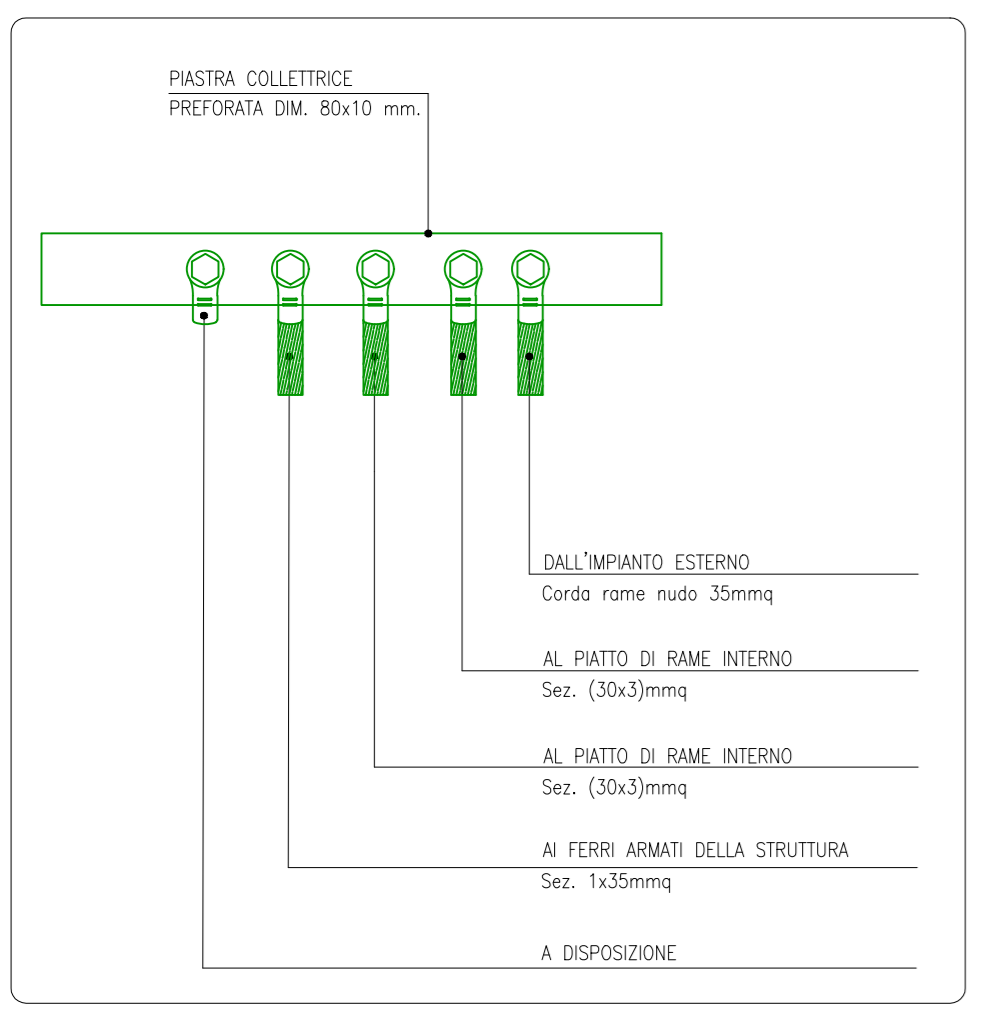 PIASTRA COLLETTRICE
PREFORATA DIM. 80x10 mm.
DALL'IMPIANTO ESTERNO
Corda rame nudo 35mmq
AL PIATTO DI RAME INTERNO
Sez. (30x3)mmq
AL PIATTO DI RAME INTERNO
Sez. (30x3)mmq
AI FERRI ARMATI DELLA STRUTTURA
Sez. 1x35mmq
A DISPOSIZIONE